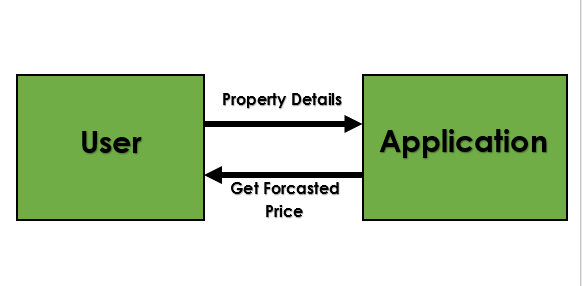 Property Details
User
Application
Get Forcasted
Price